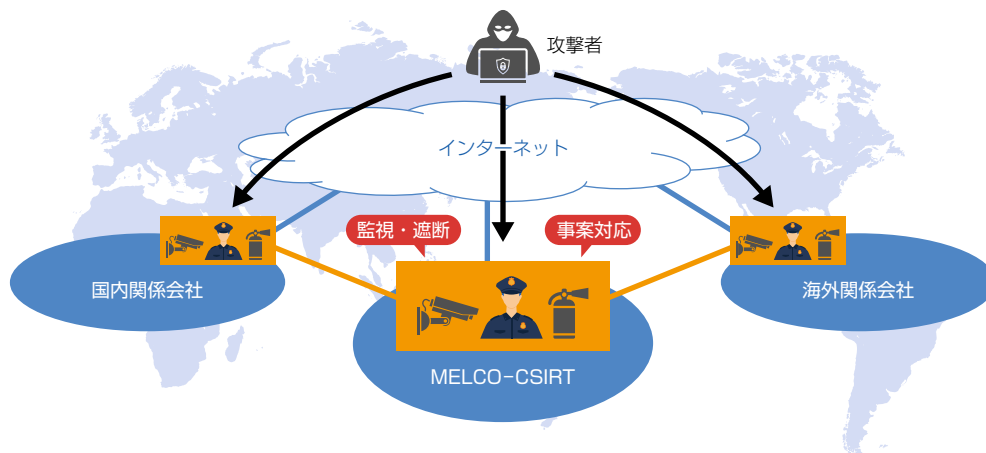 攻撃者
インターネット
監視・遮断
事案対応
国内関係会社
海外関係会社
MELCO-CSIRT